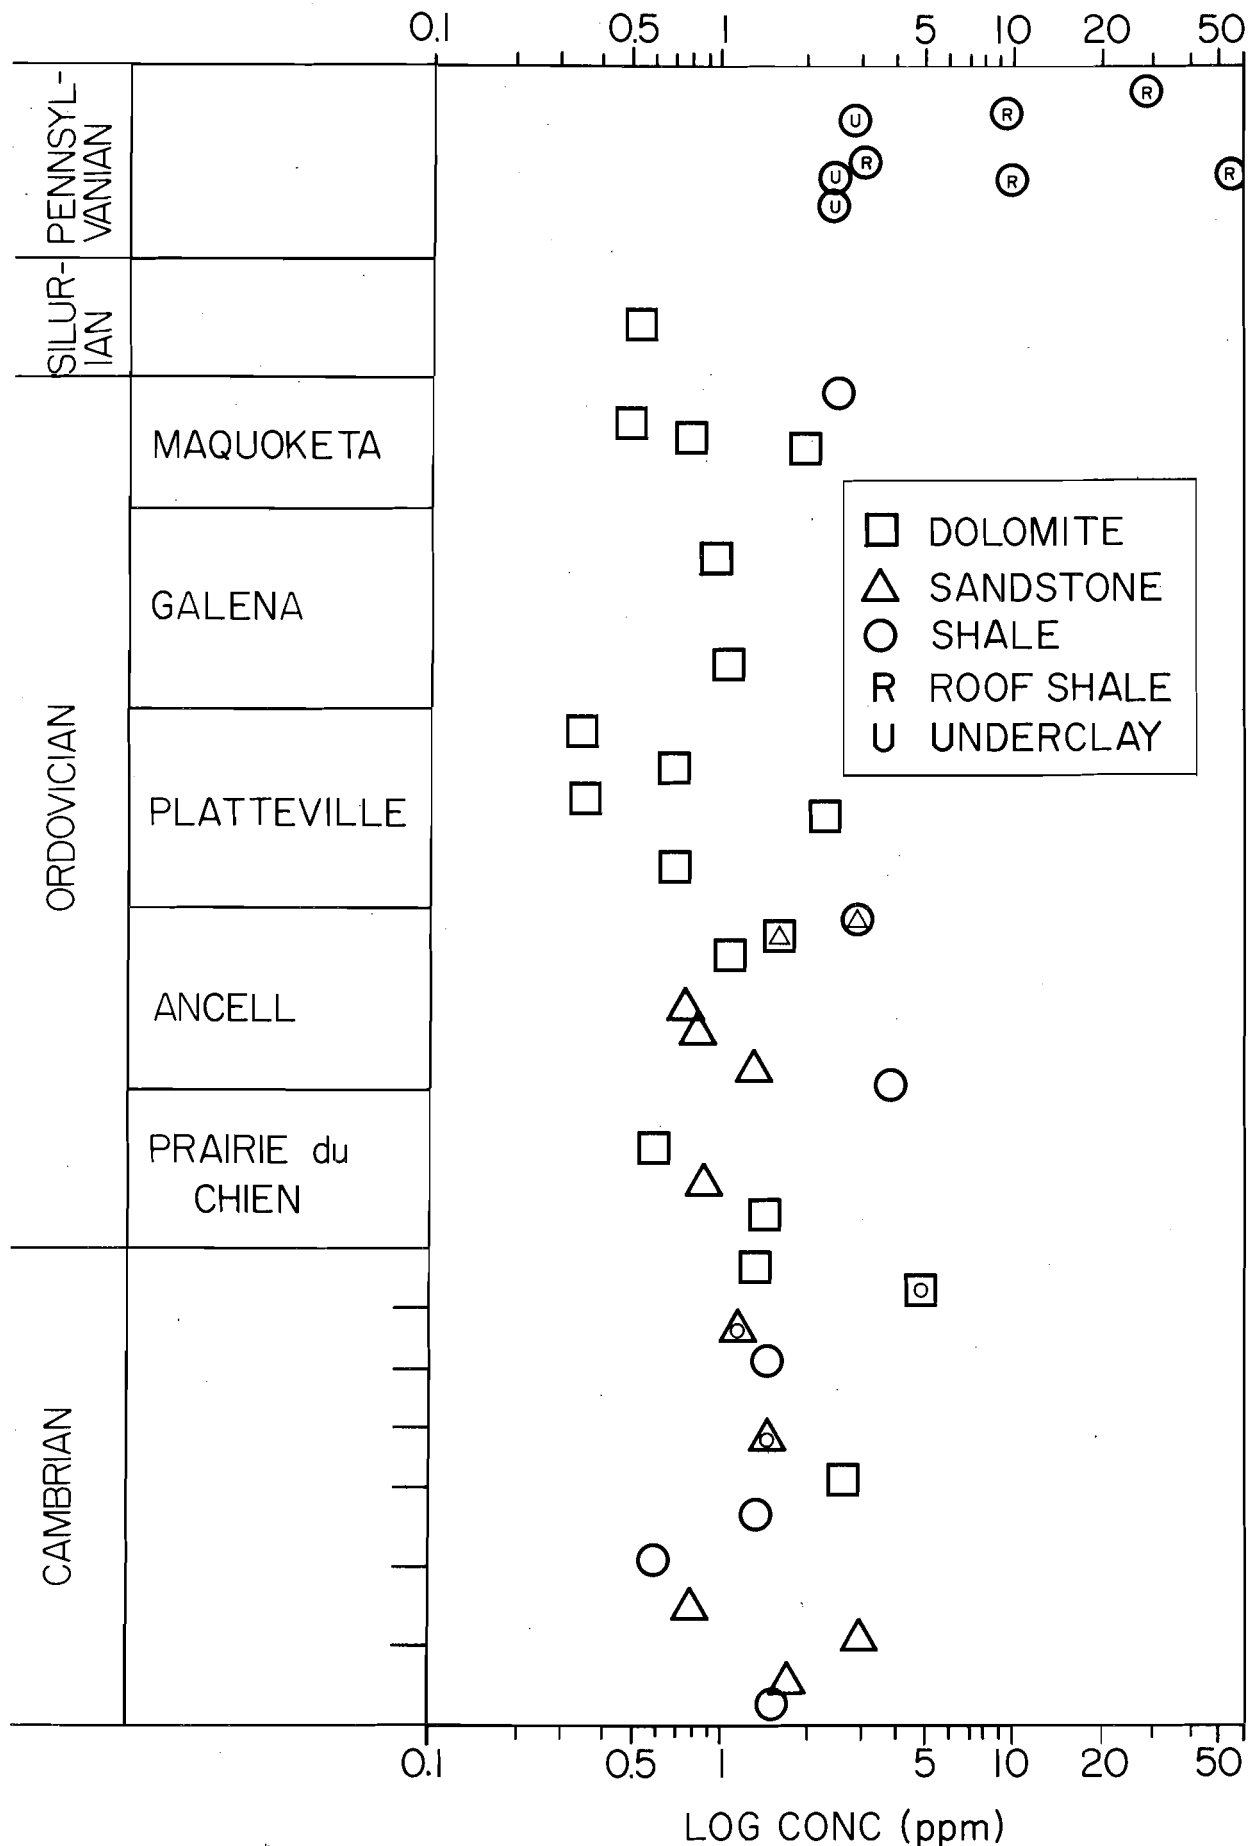 0.1 0.5 1 5 10 20 50
PENNSYL-
VANIAN
R
R
U
R
U
R
R
U
SILUR-
IAN
MAQUOKETA
GALENA
ORDOVICIAN
PLATTEVILLE
ANCELL
PRAIRIE du
CHIEN
CAMBRIAN
DOLOMITE
SANDSTONE
SHALE
R ROOF SHALE
U UNDERCLAY
0.1 0.5 1 5 10 20 50
LOG CONC (ppm)